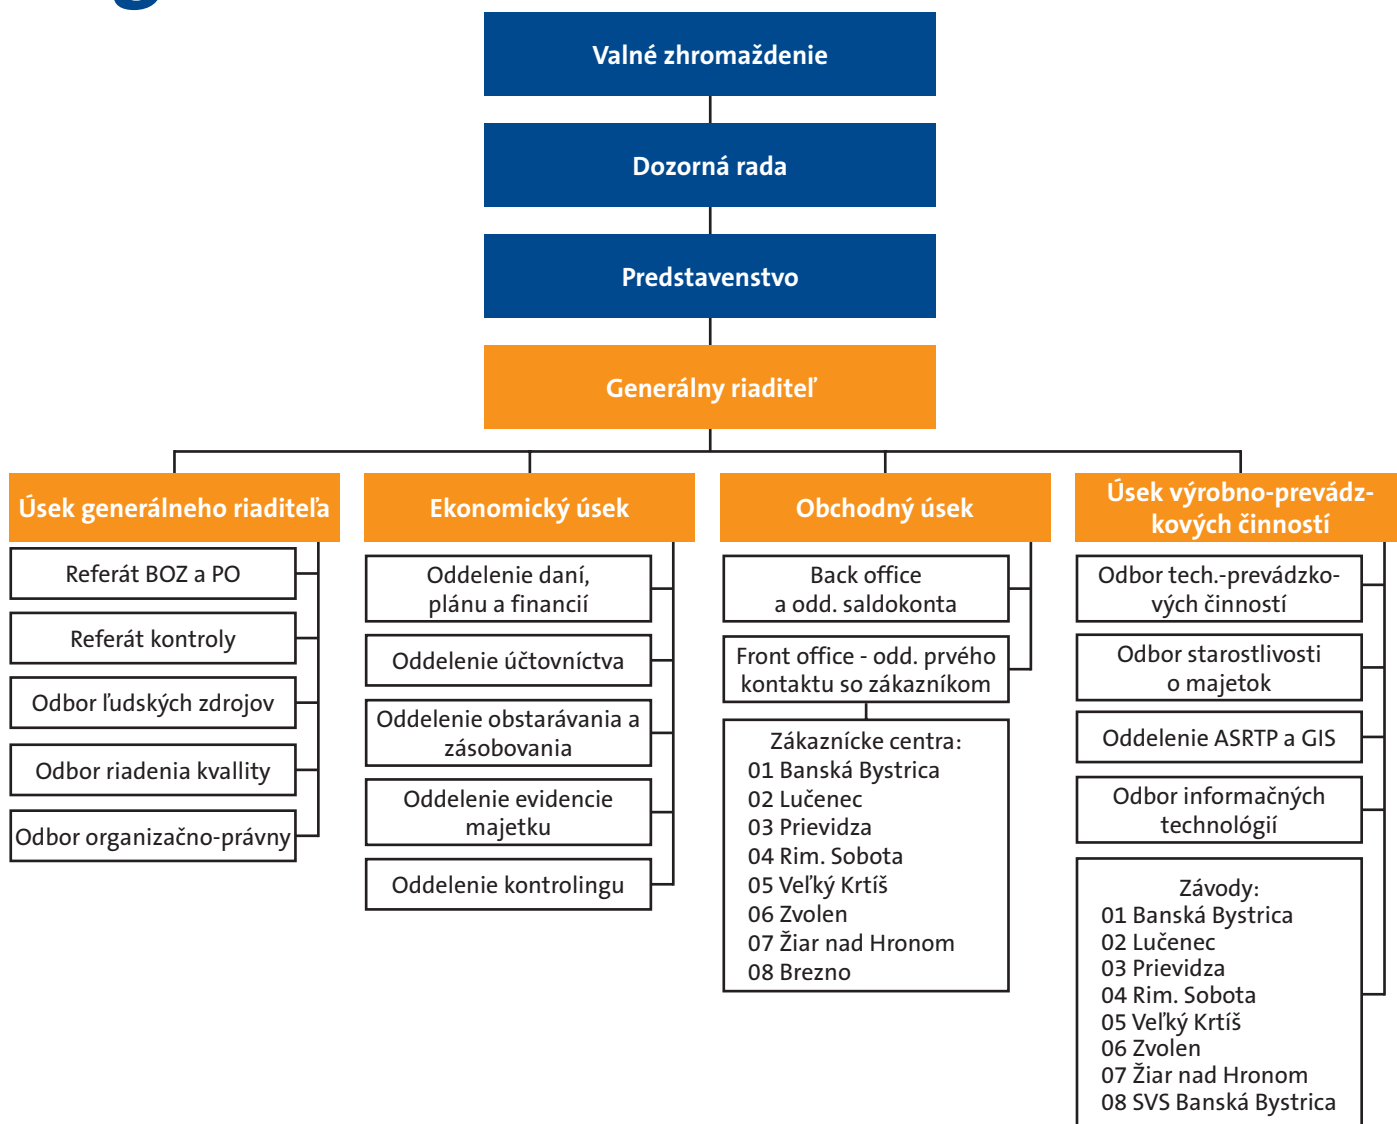 Valné zhromaždenie
Dozorná rada
Predstavenstvo
Generálny riaditeľ
Úsek generálneho riaditeľa
Referát BOZ a PO
Referát kontroly
Odbor ľudských zdrojov
Odbor riadenia kvallity
Odbor organizačno-právny
Ekonomický úsek
Oddelenie daní,
plánu a financií
Oddelenie účtovníctva
Oddelenie obstarávania a
zásobovania
Oddelenie evidencie
majetku
Oddelenie kontrolingu
Obchodný úsek
Back office
a odd. saldokonta
Front office - odd. prvého
kontaktu so zákazníkom
Zákaznícke centra:
01 Banská Bystrica
02 Lučenec
03 Prievidza
04 Rim. Sobota
05 Veľký Krtíš
06 Zvolen
07 Žiar nad Hronom
08 Brezno
Úsek výrobno-prevádz-
kových činností
Odbor tech.-prevádzko-
vých činností
Odbor starostlivosti
o majetok
Oddelenie ASRTP a GIS
Odbor informačných
technológií
Závody:
01 Banská Bystrica
02 Lučenec
03 Prievidza
04 Rim. Sobota
05 Veľký Krtíš
06 Zvolen
07 Žiar nad Hronom
08 SVS Banská Bystrica